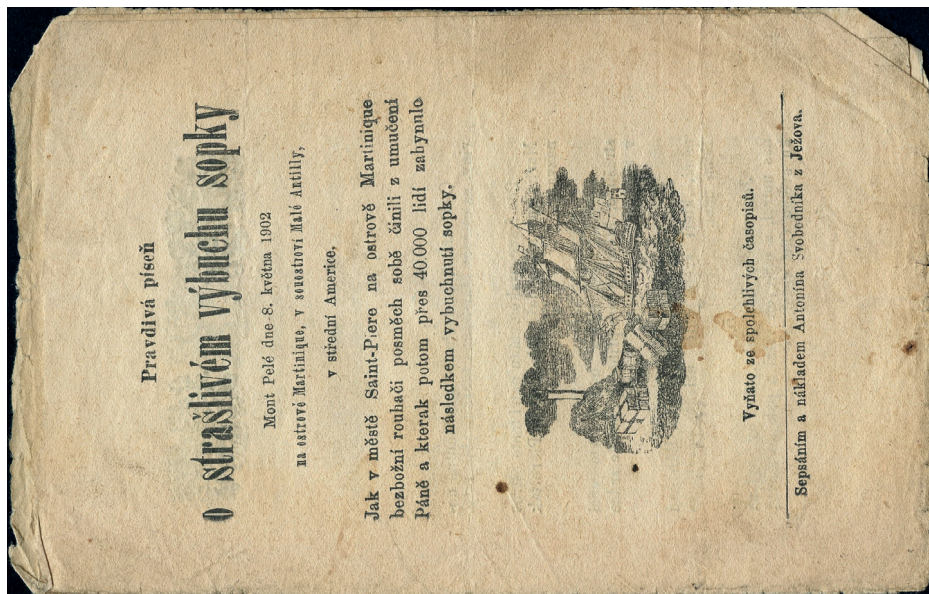 Pravdivá píseň
O strašlivém výbuchu sopky
Mont Pelé dne 8. května 1902
na ostrově Martinique, v souostroví Malé Antilly,
v střední Americe,
Jak v městě Saint-Piere na ostrově Martinique
bezbožní rouhači posměch sobě činili z umučení
Páně a kterak potom přes 40.000 lidí zahynulo
následkem vybuchnutí sopky.
Vyňato ze spolehlivých časopisů.
Sepsáním a nákladem Antonína Svobodníka z Ježova.